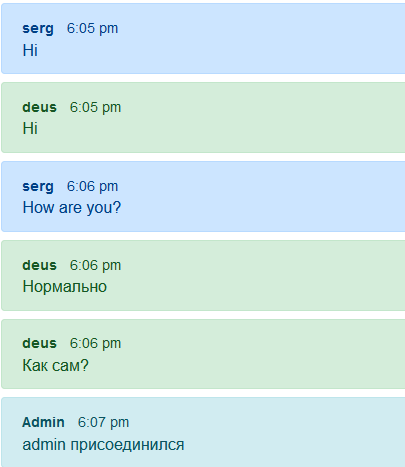 serg 6:05 pm
Hi
deus 6:05 pm
Hi
serg 6:06 pm
How are you?
deus 6:06 pm
Нормально
deus 6:06 pm
Как сам?
Admin 6:07 pm
admin присоединился